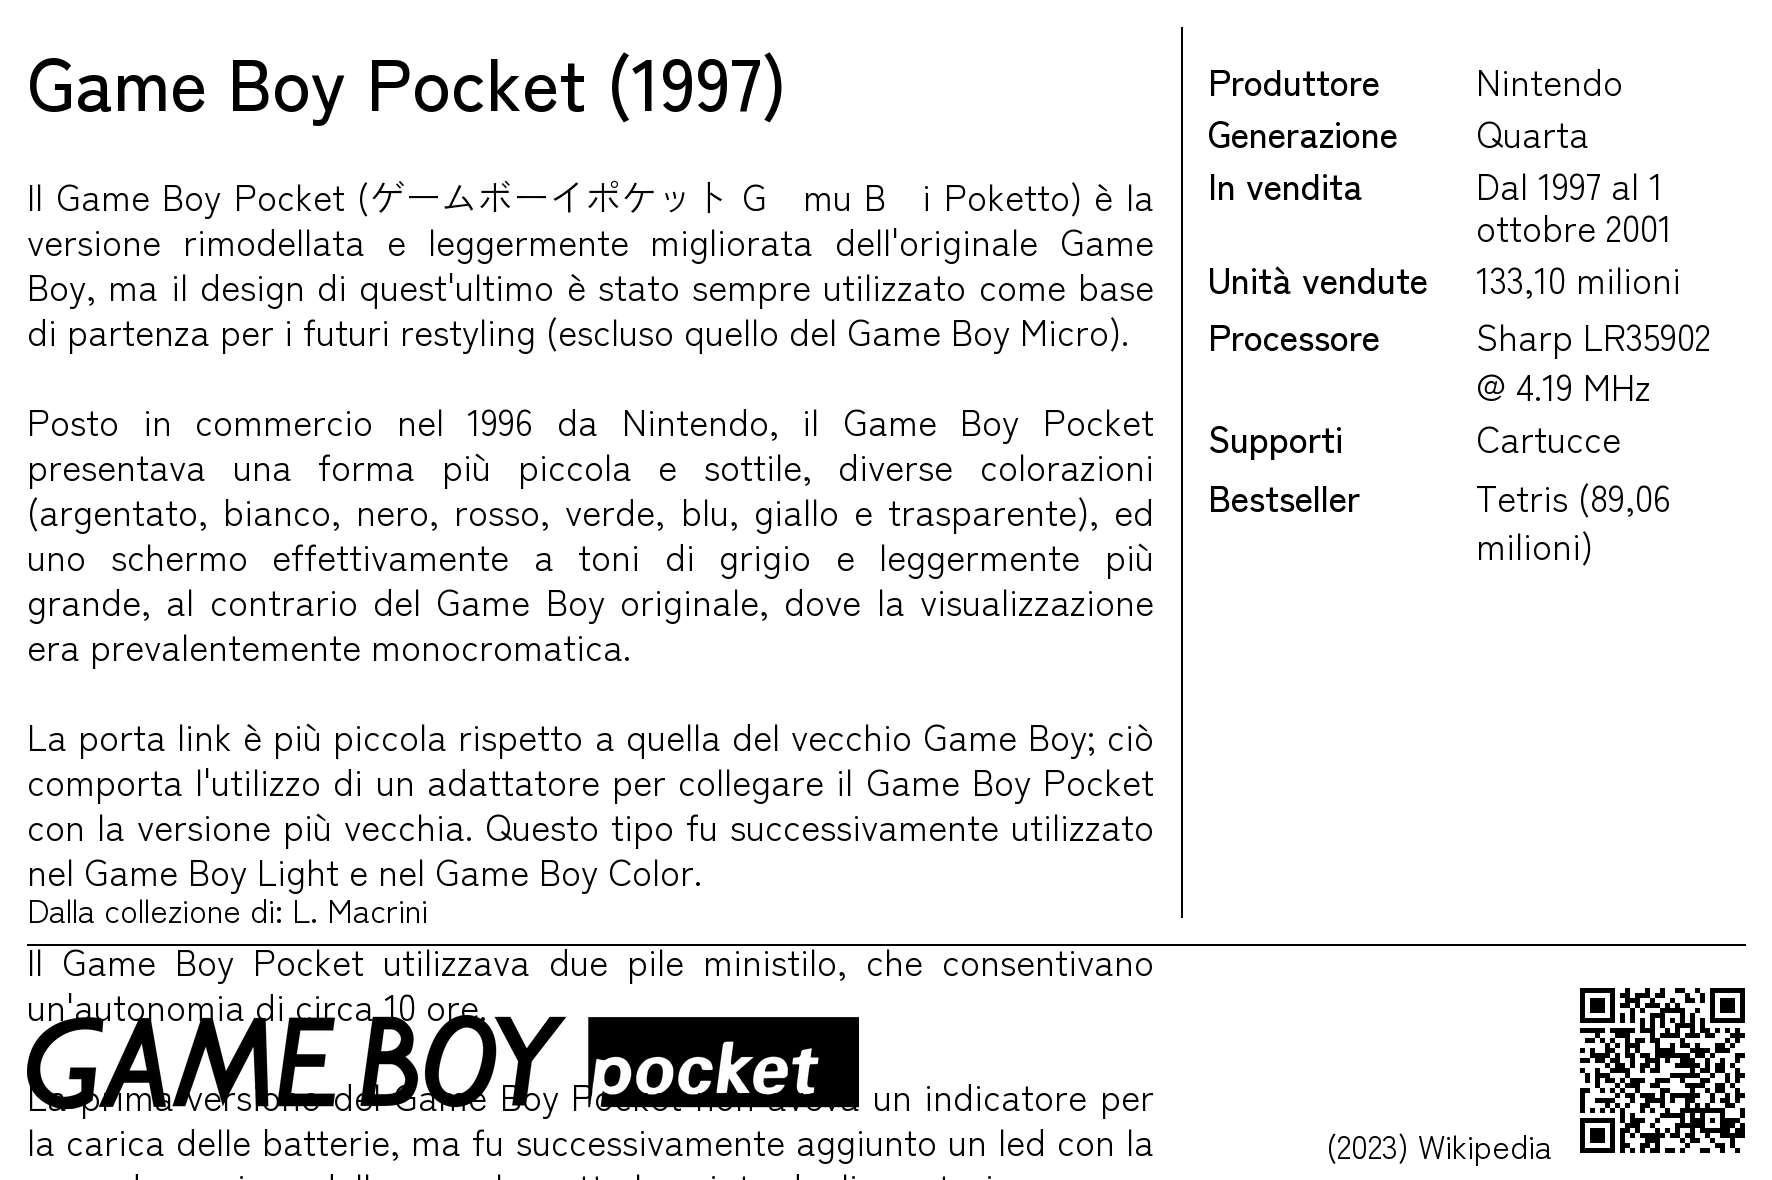 Game Boy Pocket (1997)
Il Game Boy Pocket (ゲームボーイポケット G mu B i Poketto) è la
versione rimodellata e leggermente migliorata dell'originale Game
Boy, ma il design di quest'ultimo è stato sempre utilizzato come base
di partenza per i futuri restyling (escluso quello del Game Boy Micro).
Posto in commercio nel 1996 da Nintendo, il Game Boy Pocket
presentava una forma più piccola e sottile, diverse colorazioni
(argentato, bianco, nero, rosso, verde, blu, giallo e trasparente), ed
uno schermo effettivamente a toni di grigio e leggermente più
grande, al contrario del Game Boy originale, dove la visualizzazione
era prevalentemente monocromatica.
La porta link è più piccola rispetto a quella del vecchio Game Boy; ciò
comporta l'utilizzo di un adattatore per collegare il Game Boy Pocket
con la versione più vecchia. Questo tipo fu successivamente utilizzato
nel Game Boy Light e nel Game Boy Color.
Dalla collezione di: L. Macrini
Il Game Boy Pocket utilizzava due pile ministilo, che consentivano
un'autonomia di circa 10 ore.
GAME BOY pocket
La prima versione del Game Boy Pocket non aveva un indicatore per
la carica delle batterie, ma fu successivamente aggiunto un led con la
Produttore Nintendo
Generazione Quarta
In vendita Dal 1997 al 1
ottobre 2001
Unità vendute 133,10 milioni
Processore Sharp LR35902
@ 4.19 MHz
Supporti Cartucce
Bestseller Tetris (89,06
milioni)
(2023) Wikipedia